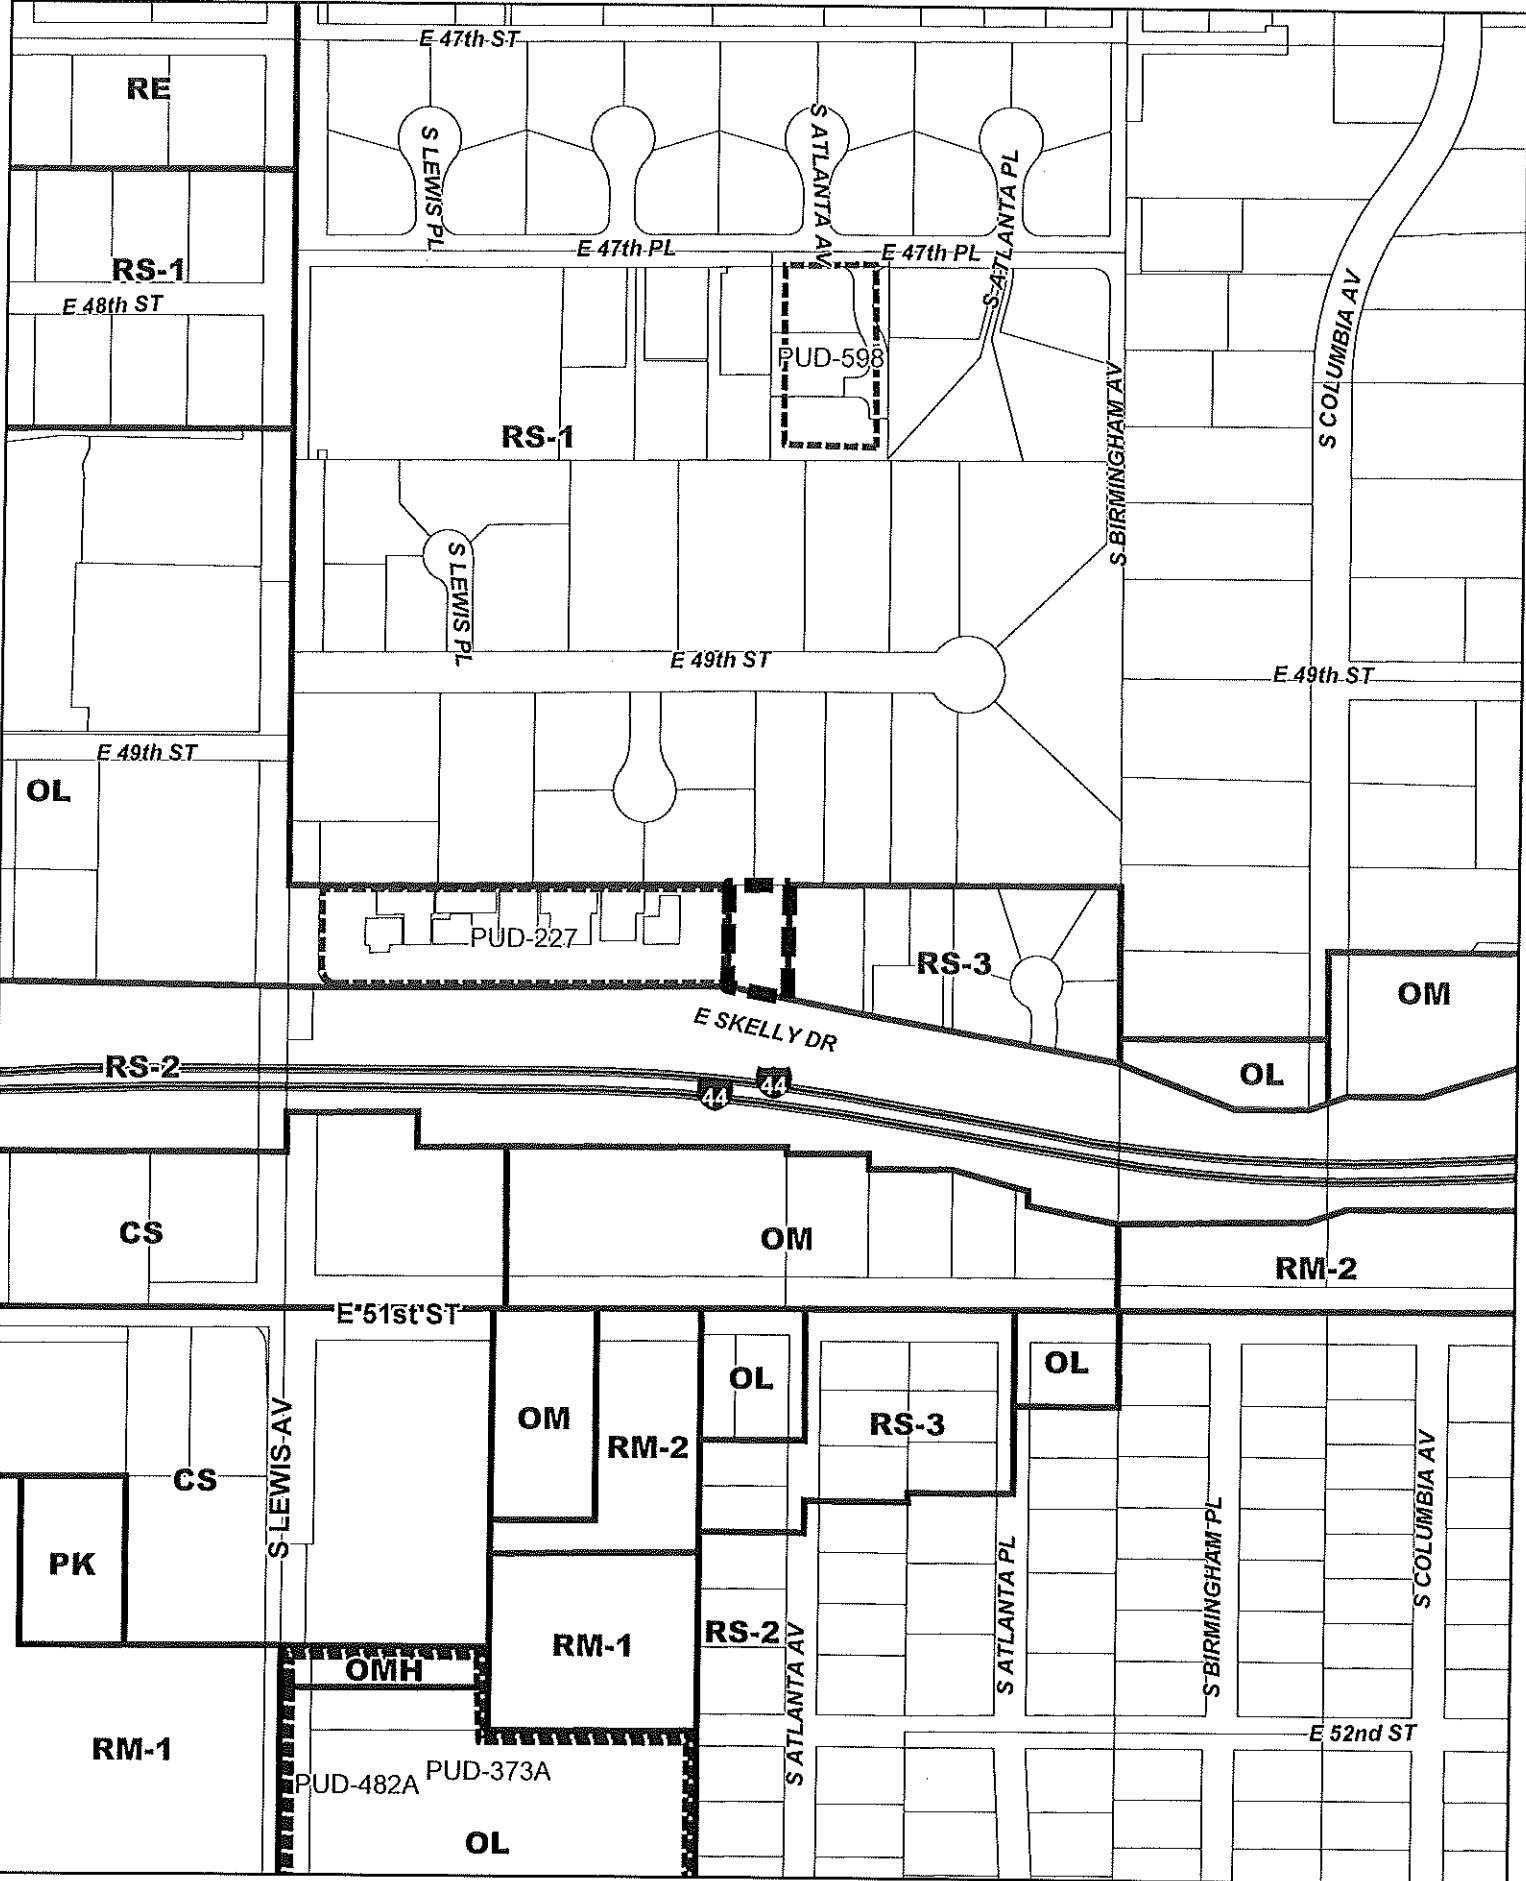 E 47th ST
RE
S LEWIS PL
S ATLANTA AV
S ATLANTA PL
E 47th PL
E 47th PL
RS-1
E 48th ST
S COLUMBIA AV
PUD-598
RS-1
S BIRMINGHAM AV
S LEWIS PL
E 49th ST
E 49th ST
E 49th ST
OL
PUD-227
RS-3
OM
E SKELLY DR
RS-2
44
44
OL
CS
OM
RM-2
E 51st ST
OL
OL
OM
RS-3
RM-2
S LEWIS AV
CS
S COLUMBIA AV
PK
S ATLANTA PL
S BIRMINGHAM PL
RM-1
RS-2
S ATLANTA AV
OMH
E 52nd ST
RM-1
PUD-373A
PUD-482A
OL